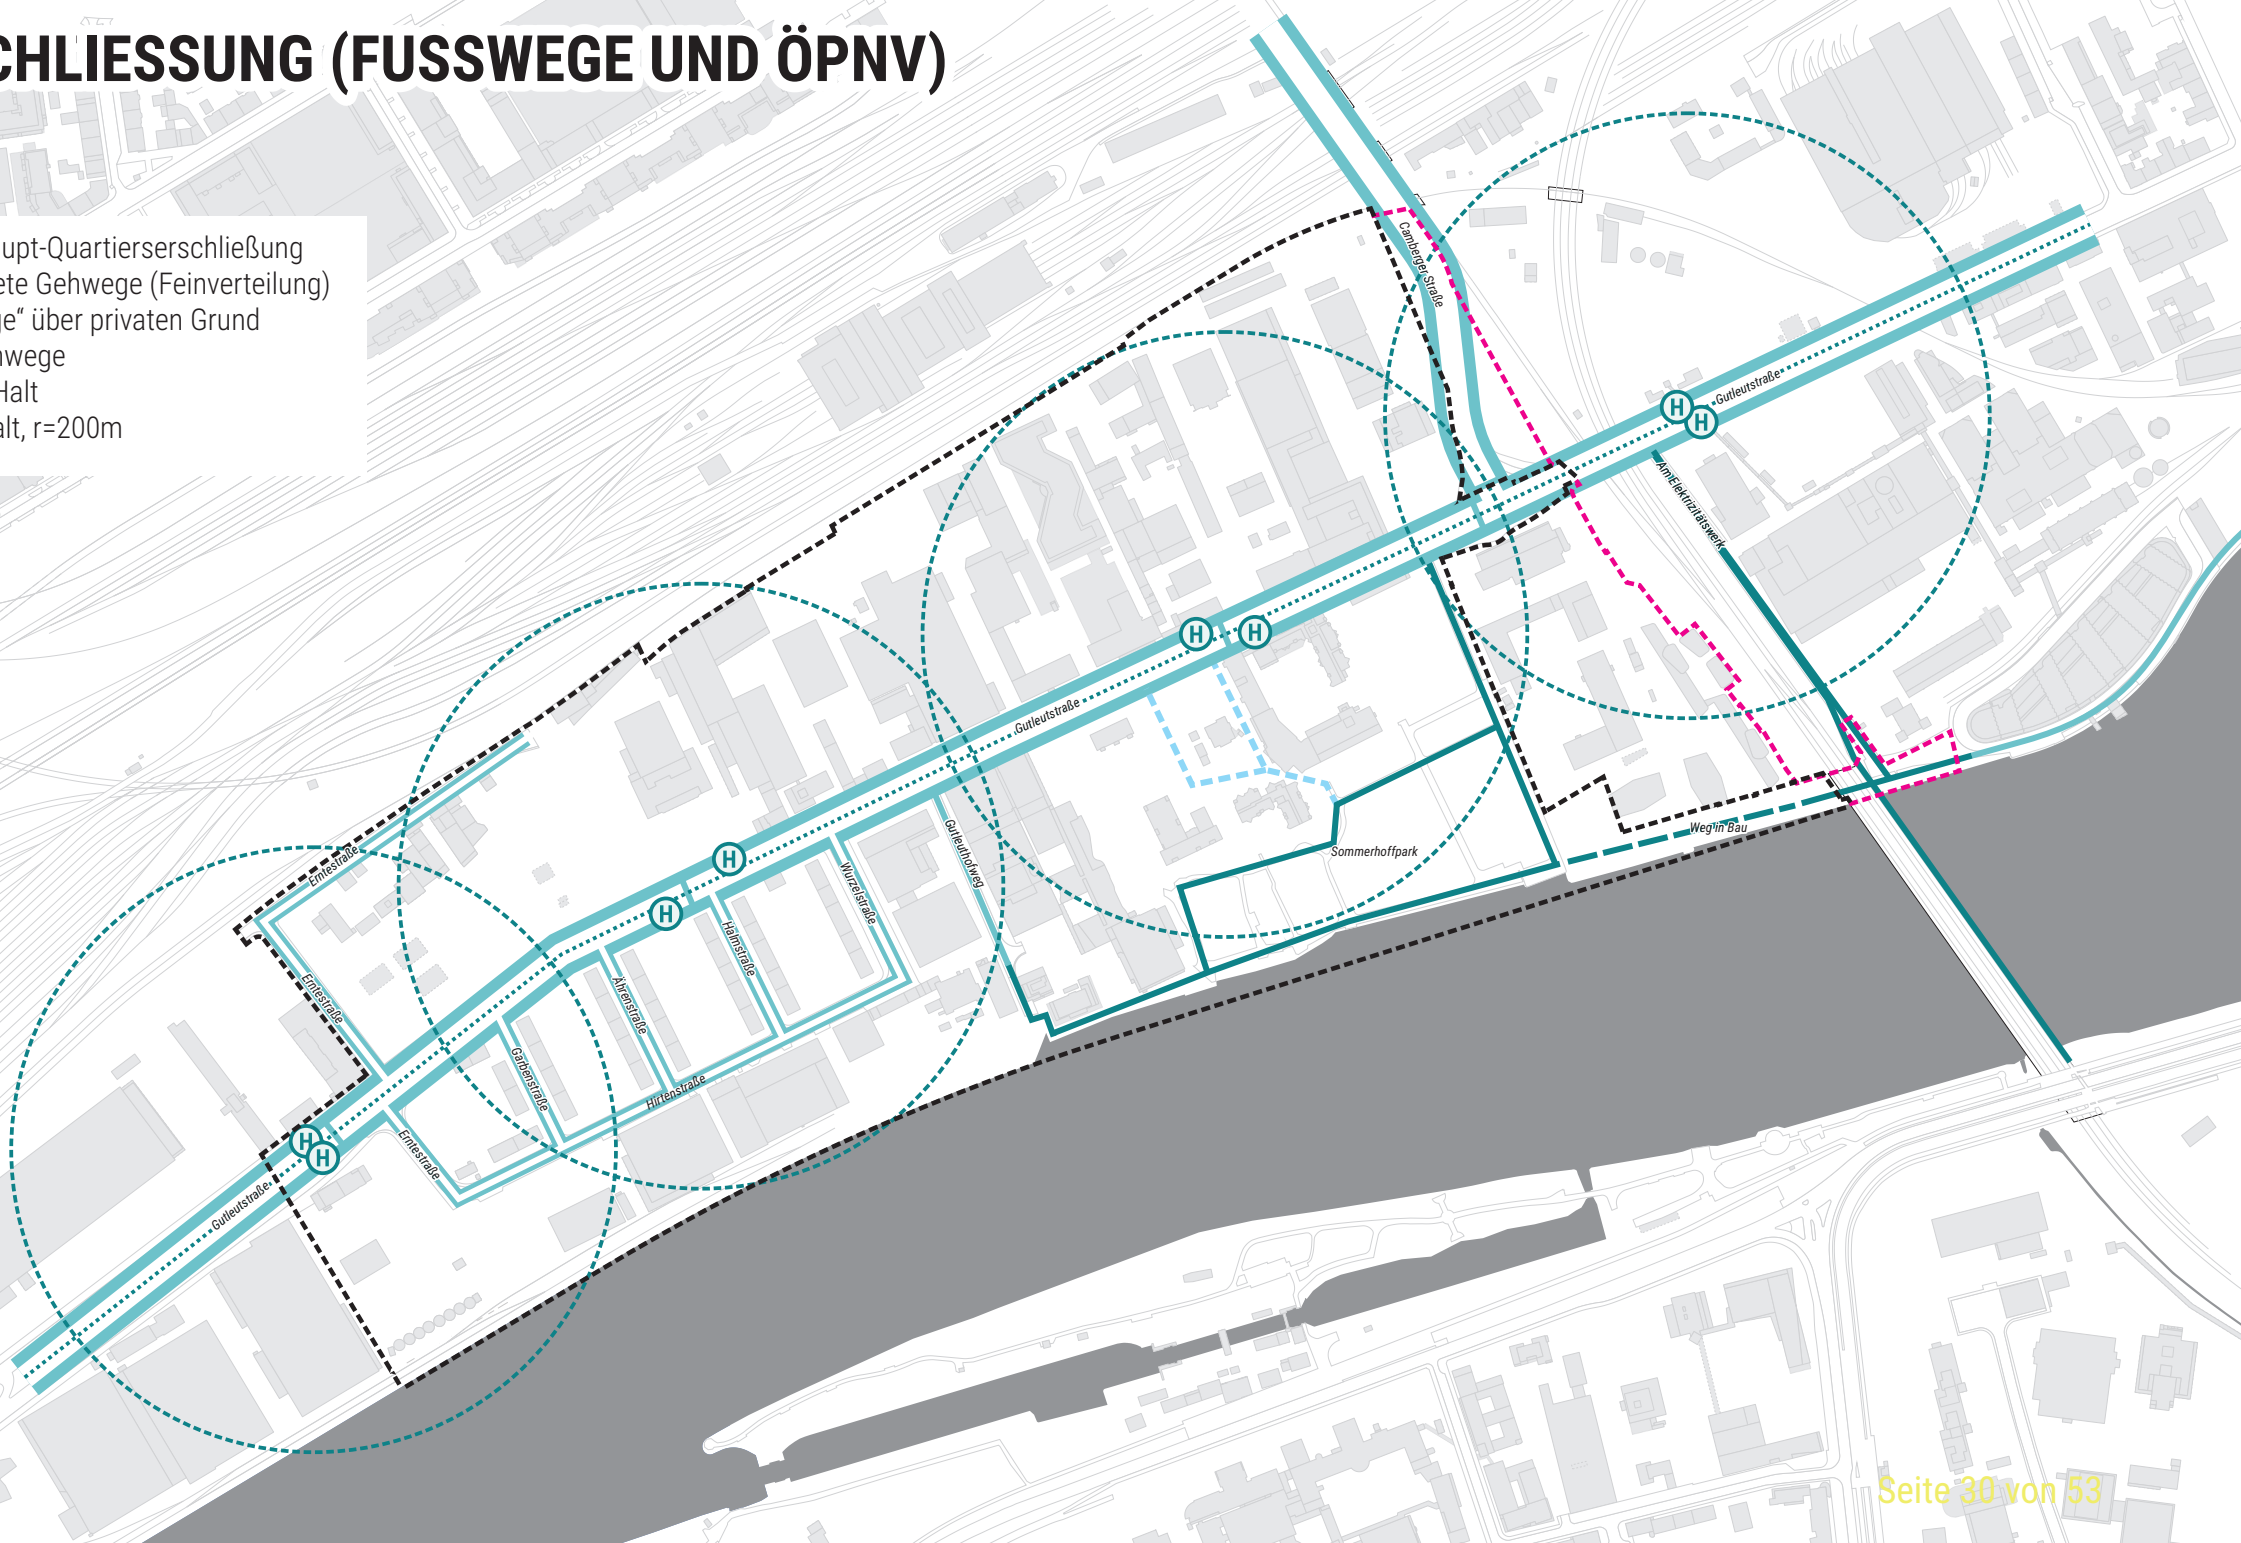 CHLIESSUNG (FUSSWEGE UND ÖPNV)
upt-Quartierserschließung
ete Gehwege (Feinverteilung)
ge“ über privaten Grund
hwege
Halt
alt, r=200m
Camberger Straße
H
H
Gutleutstraße
Am Elektrizitätswerk
H
H
Gutleutstraße
Weg in Bau
Sommerhoffpark
Gutleuthofweg
H
H
Wurzelstraße
Halmstraße
Ährenstraße
Garbenstraße
Hirtenstraße
Erntestraße
Erntestraße
Erntestraße
H
H
Gutleutstraße
Seite 30 von 53